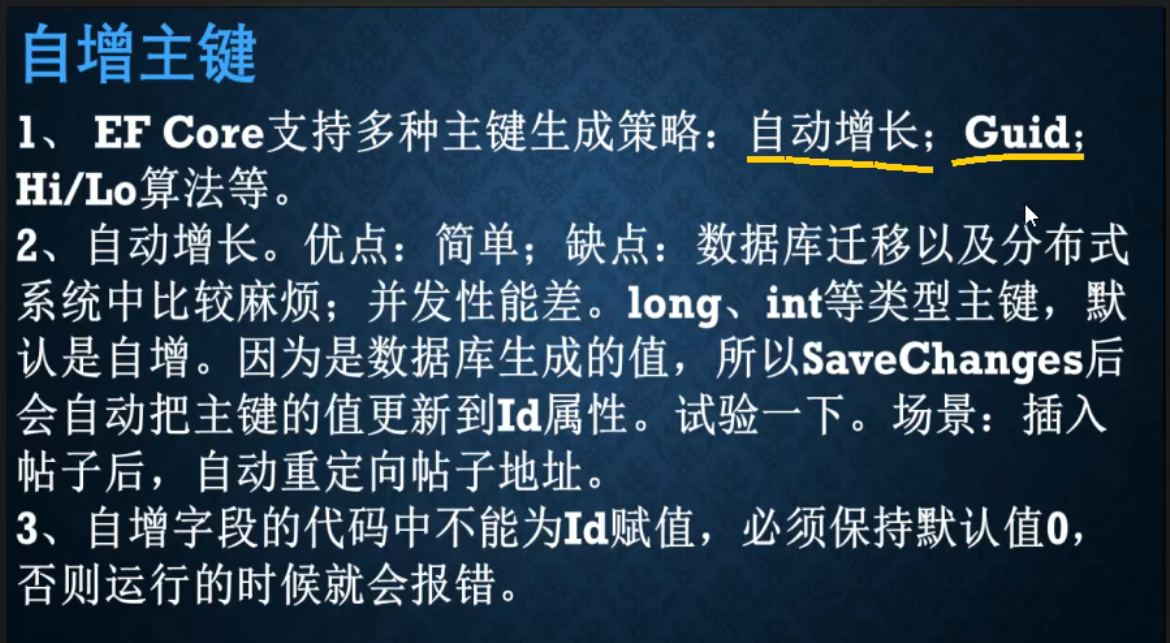 自增主键
1、 EF Core支持多种主键生成策略：自动增长；Guid；
Hi/Lo算法等。
2、自动增长。优点：简单；缺点：数据库迁移以及分布式
系统中比较麻烦；并发性能差。long、int等类型主键，默
认是自增。因为是数据库生成的值，所以SaveChanges后
会自动把主键的值更新到Id属性。试验一下。场景：插入
帖子后，自动重定向帖子地址。
3、自增字段的代码中不能为Id赋值，必须保持默认值0，
否则运行的时候就会报错。